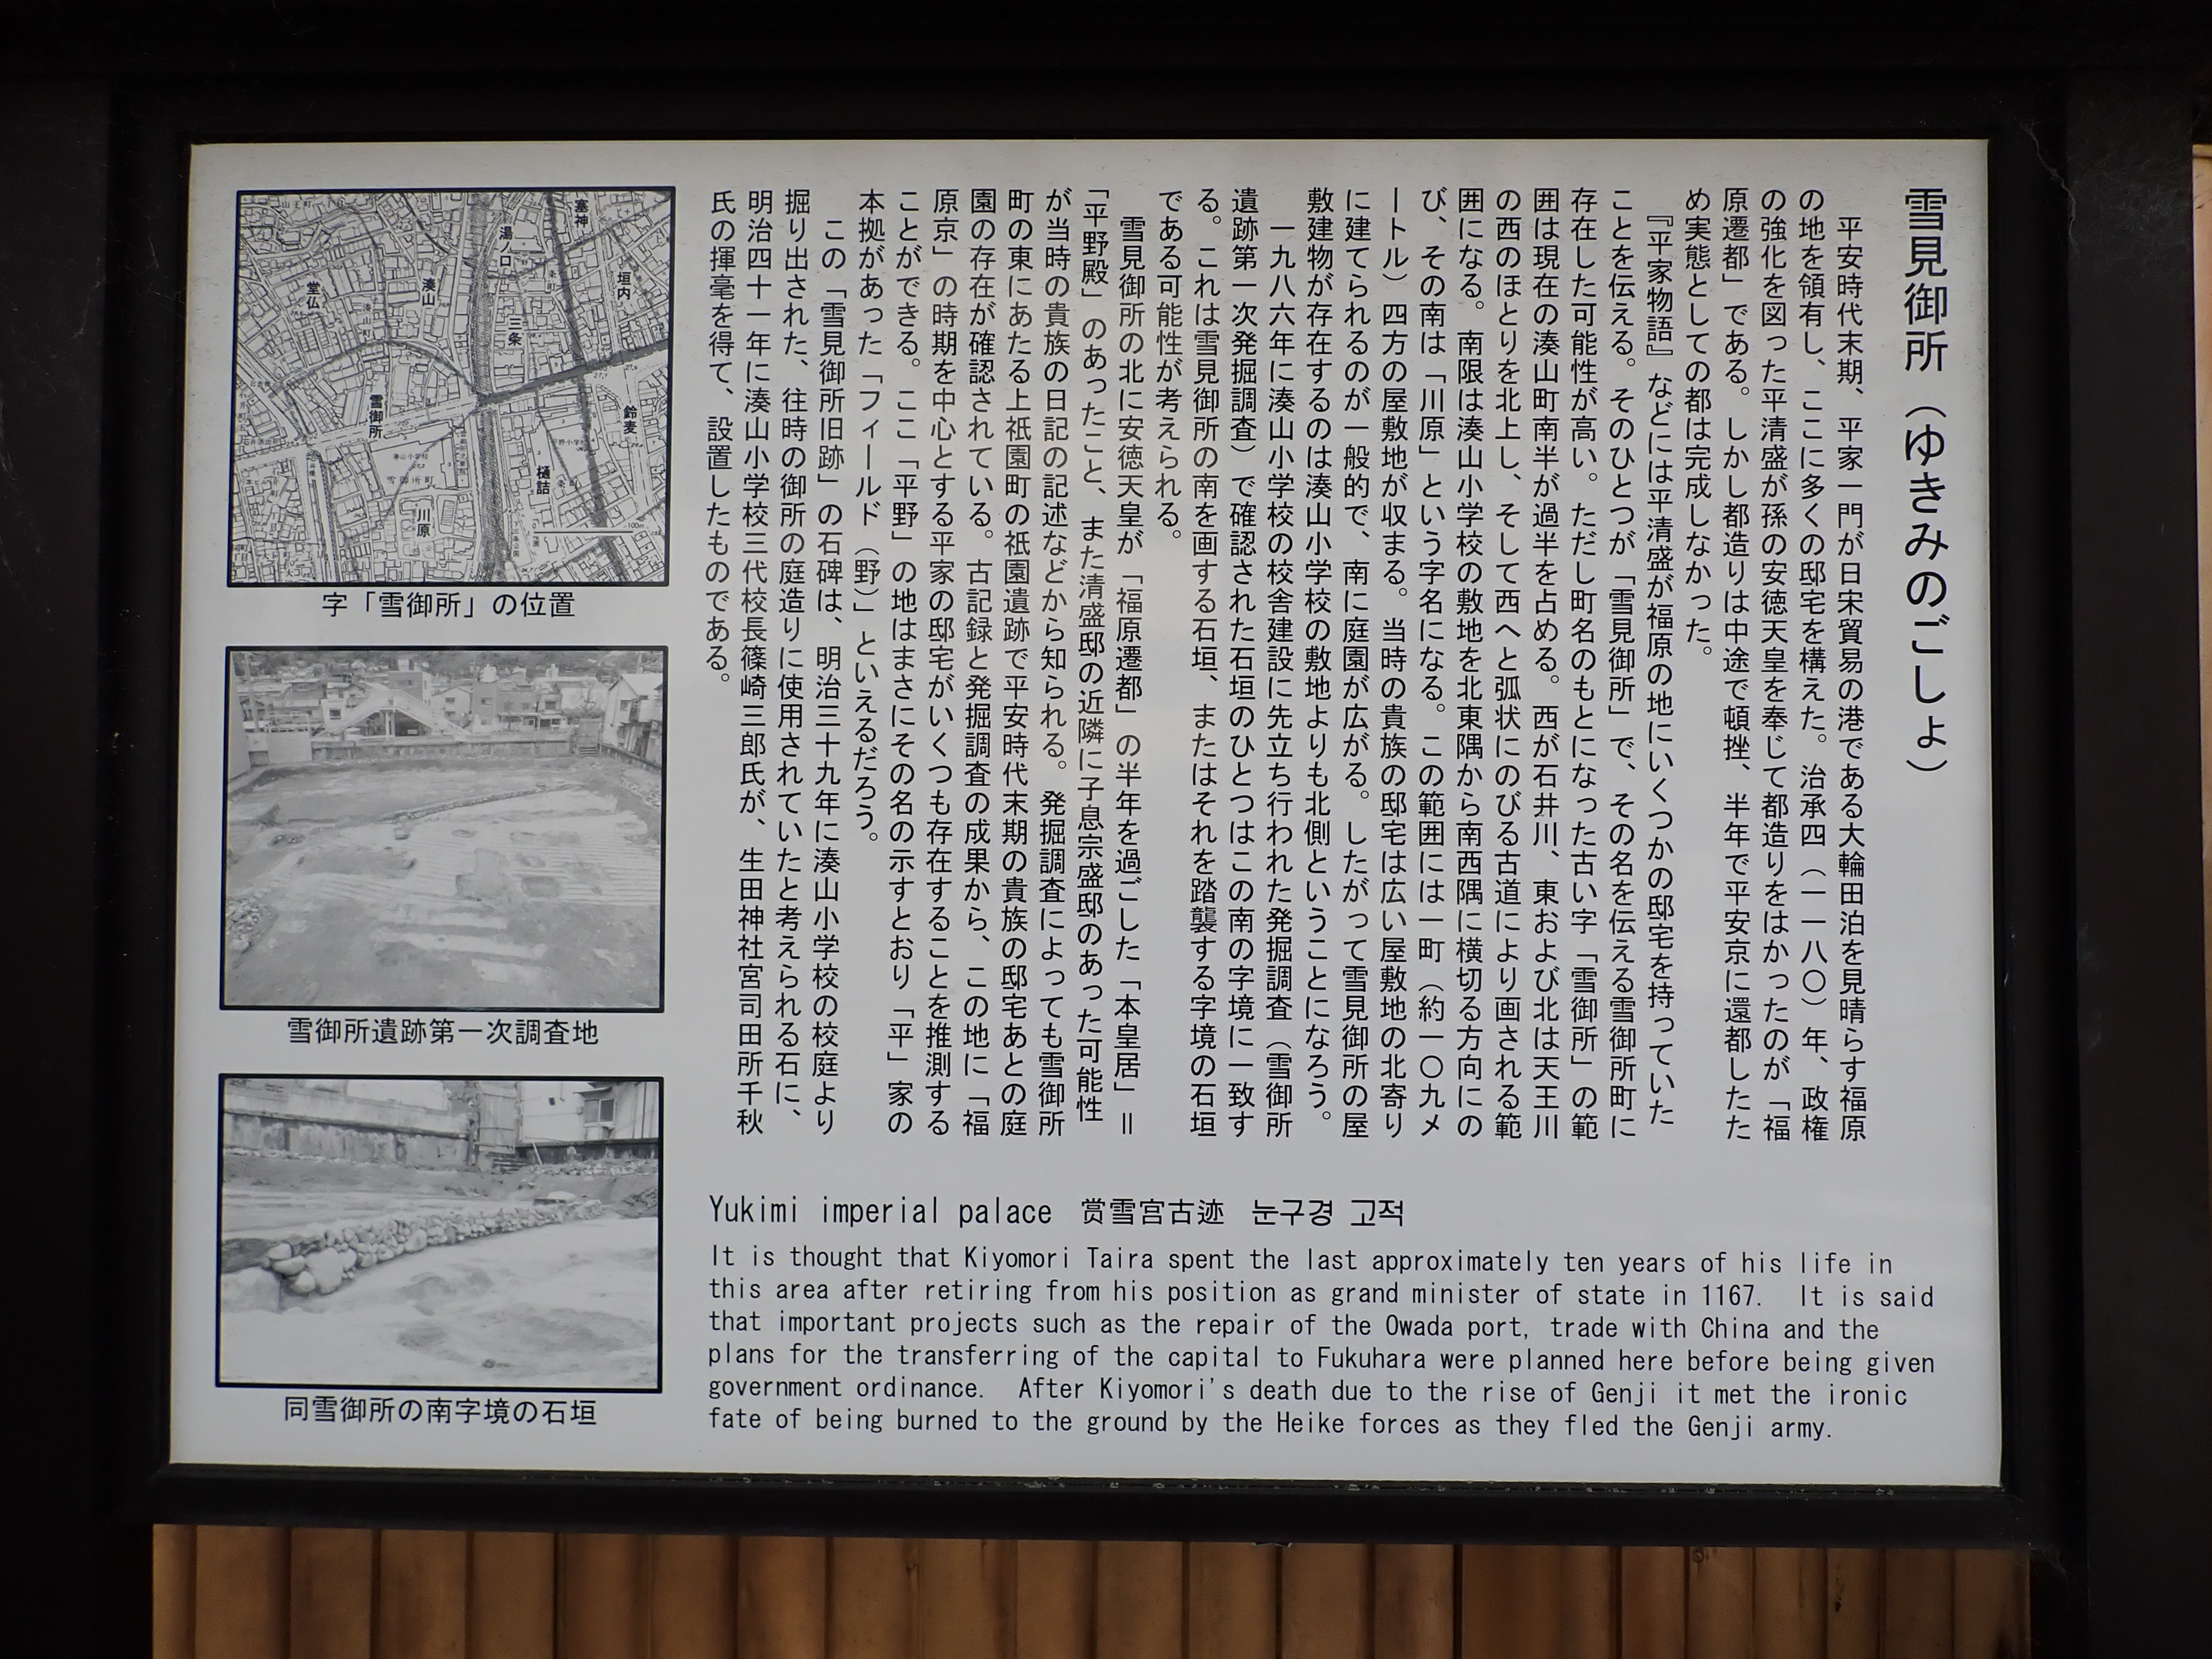 雪見御所（ゆきみのごしょ）
平安時代末期、平家一門が日宋貿易の港である大輪田泊を見晴らす福原
の地を領有し、ここに多くの邸宅を構えた。治承四（一一八〇）年、政権
の強化を図った平清盛が孫の安徳天皇を奉じて都造りをはかったのが「福
原遷都」である。しかし都造りは中途で頓挫、半年で平安京に還都したた
め実態としての都は完成しなかった。
『平家物語』などには平清盛が福原の地にいくつかの邸宅を持っていた
ことを伝える。そのひとつが「雪見御所」で、その名を伝える雪御所町に
存在した可能性が高い。ただし町名のもとになった古い字「雪御所」の範
囲は現在の湊山町南半が過半を占める。西が石井川、東および北は天王川
の西のほとりを北上し、そして西へと弧状にのびる古道により画される範
囲になる。南限は湊山小学校の敷地を北東隅から南西隅に横切る方向にの
び、その南は「川原」という字名になる。この範囲には一町（約一〇九メ
ートル）四方の屋敷地が収まる。当時の貴族の邸宅は広い屋敷地の北寄り
に建てられるのが一般的で、南に庭園が広がる。したがって雪見御所の屋
敷建物が存在するのは湊山小学校の敷地よりも北側ということになろう。
一九八六年に湊山小学校の校舎建設に先立ち行われた発掘調査（雪御所
遺跡第一次発掘調査）で確認された石垣のひとつはこの南の字境に一致す
る。これは雪見御所の南を画する石垣、またはそれを踏襲する字境の石垣
である可能性が考えられる。
雪見御所の北に安徳天皇が「福原遷都」の半年を過ごした「本皇居」＝
「平野殿」のあったこと、また清盛邸の近隣に子息宗盛邸のあった可能性
が当時の貴族の日記の記述などから知られる。発掘調査によっても雪御所
町の東にあたる上祇園町の祇園遺跡で平安時代末期の貴族の邸宅あとの庭
園の存在が確認されている。古記録と発掘調査の成果から、この地に「福
原京」の時期を中心とする平家の邸宅がいくつも存在することを推測する
ことができる。ここ「平野」の地はまさにその名の示すとおり「平」家の
本拠があった「フィールド（野）」といえるだろう。
この「雪見御所旧跡」の石碑は、明治三十九年に湊山小学校の校庭より
掘り出された、往時の御所の庭造りに使用されていたと考えられる石に、
明治四十一年に湊山小学校三代校長篠崎三郎氏が、生田神社宮司田所千秋
氏の揮毫を得て、設置したものである。
塞神
湯ノ口
垣内
湊山
堂仏
三条
雪御所
鈴麦
湊山小学校
雪御所町
樋詰
川原
100m
字「雪御所」の位置
雪御所遺跡第一次調査地
同雪御所の南字境の石垣
Yukimi imperial palace 赏雪宫古迹 눈구경 고적
It is thought that Kiyomori Taira spent the last approximately ten years of his life in
this area after retiring from his position as grand minister of state in 1167. It is said
that important projects such as the repair of the Owada port, trade with China and the
plans for the transferring of the capital to Fukuhara were planned here before being given
government ordinance. After Kiyomori's death due to the rise of Genji it met the ironic
fate of being burned to the ground by the Heike forces as they fled the Genji army.